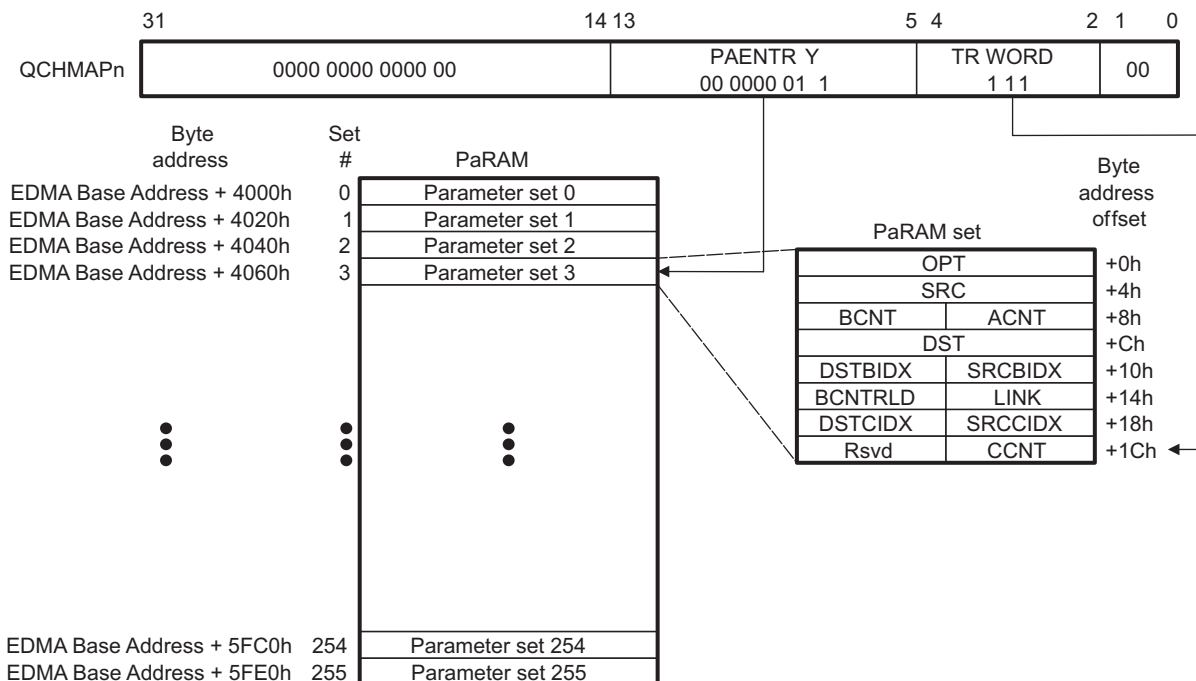 31 14 13 5 4 2 1 0
QCHMAPn 0000 0000 0000 00 PAENTR Y TR WORD 00
00 0000 01 1 1 11
Byte Set
address # PaRAM
EDMA Base Address + 4000h 0 Parameter set 0
EDMA Base Address + 4020h 1 Parameter set 1
EDMA Base Address + 4040h 2 Parameter set 2
EDMA Base Address + 4060h 3 Parameter set 3
Byte
address
offset
PaRAM set
OPT +0h
SRC +4h
BCNT ACNT +8h
DST +Ch
DSTBIDX SRCBIDX +10h
BCNTRLD LINK +14h
DSTCIDX SRCCIDX +18h
Rsvd CCNT +1Ch
EDMA Base Address + 5FC0h 254 Parameter set 254
EDMA Base Address + 5FE0h 255 Parameter set 255